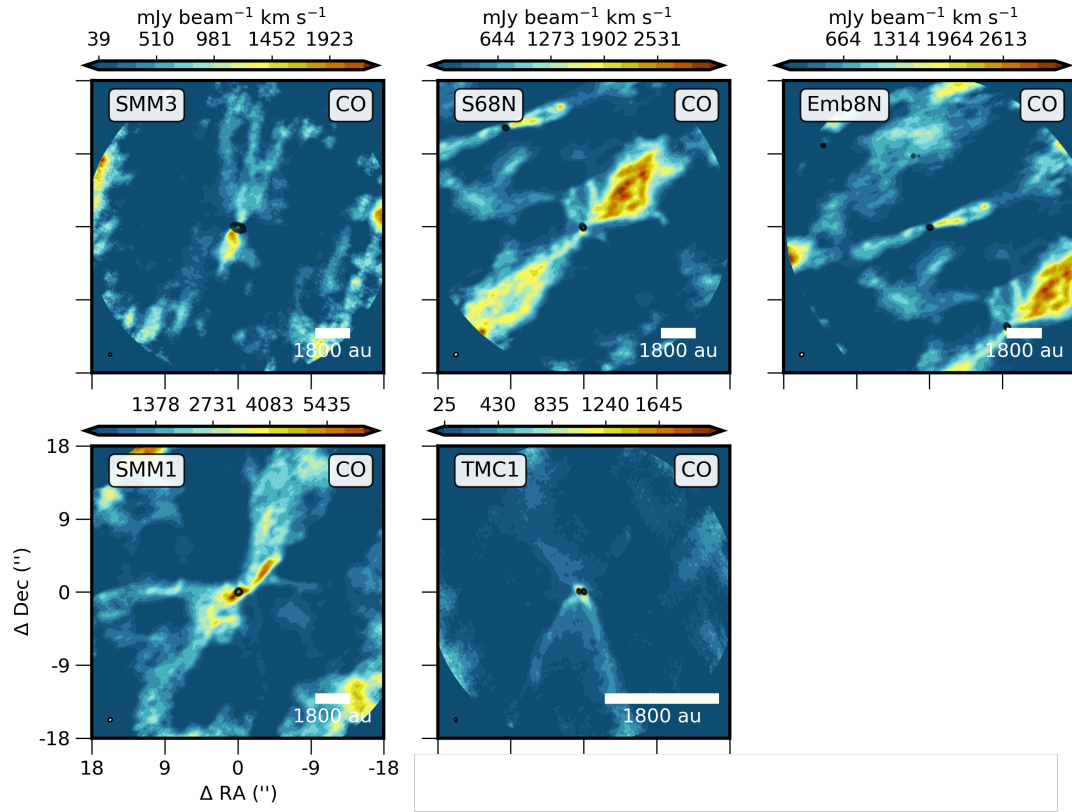 mJy beam⁻¹ km s⁻¹
mJy beam⁻¹ km s⁻¹
mJy beam⁻¹ km s⁻¹
39 510 981 1452 1923
644 1273 1902 2531
664 1314 1964 2613
SMM3 CO
S68N CO
Emb8N CO
1800 au
1800 au
1800 au
1378 2731 4083 5435
25 430 835 1240 1645
SMM1 CO
TMC1 CO
18
9
0
-9
-18
Δ Dec ('')
1800 au
1800 au
18 9 0 -9 -18
Δ RA ('')